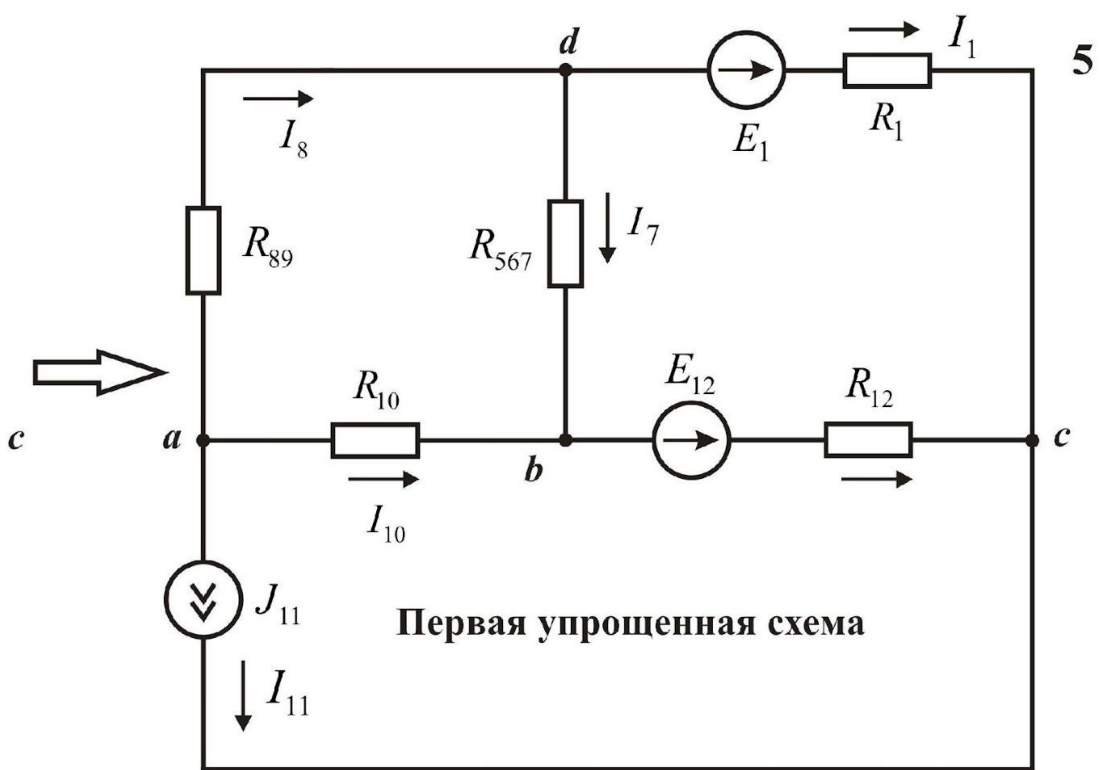 d
I₁
5
I₈
E₁
R₁
R₈₉
R₅₆₇
I₇
R₁₀
E₁₂
R₁₂
c
a
b
c
I₁₀
J₁₁
Первая упрощенная схема
I₁₁